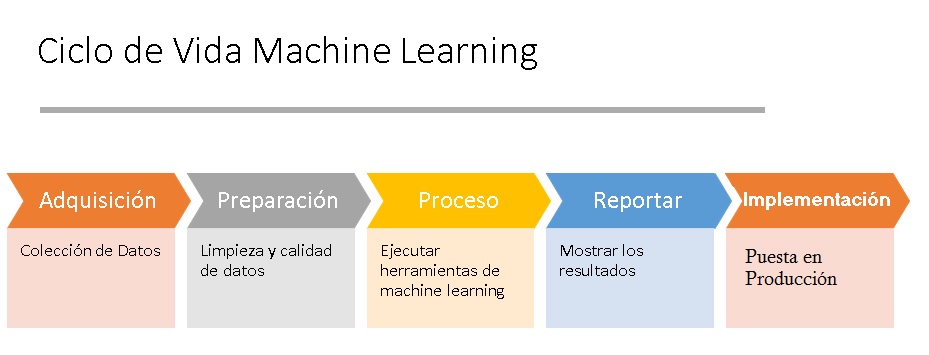 Ciclo de Vida Machine Learning
Adquisición
Colección de Datos
Preparación
Limpieza y calidad
de datos
Proceso
Ejecutar
herramientas de
machine learning
Reportar
Mostrar los
resultados
Implementación
Puesta en
Producción